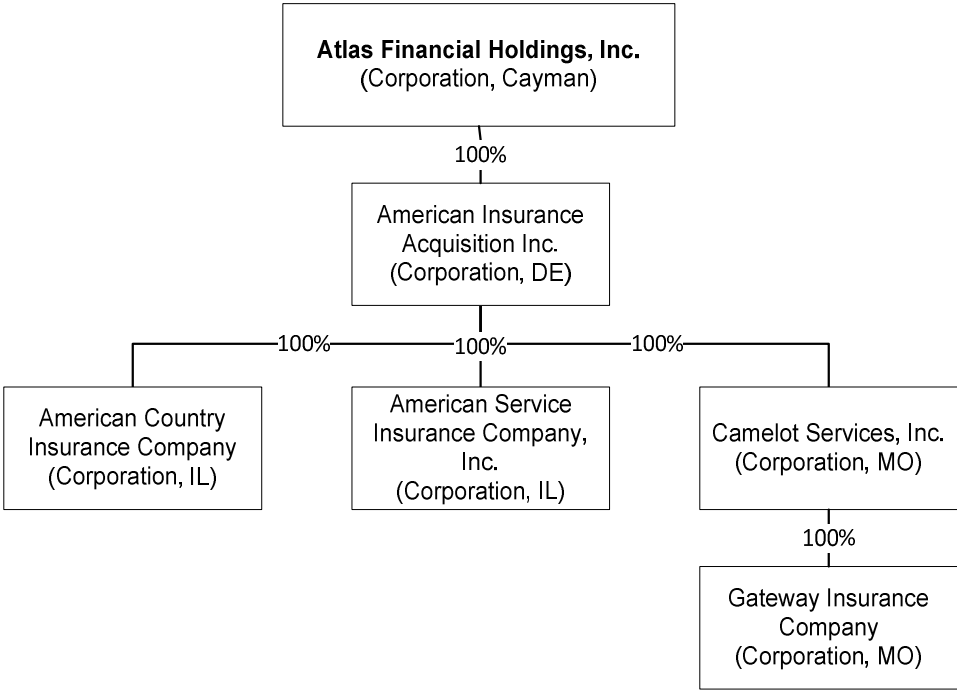 Atlas Financial Holdings, Inc.
(Corporation, Cayman)
100%
American Insurance
Acquisition Inc.
(Corporation, DE)
100%
100%
100%
American Country
Insurance Company
(Corporation, IL)
American Service
Insurance Company,
Inc.
(Corporation, IL)
Camelot Services, Inc.
(Corporation, MO)
100%
Gateway Insurance
Company
(Corporation, MO)